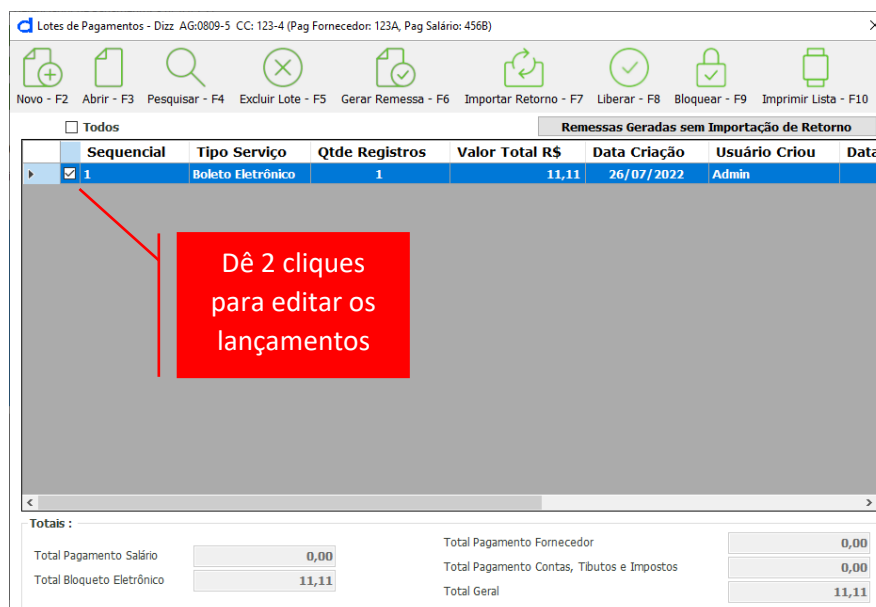 Lotes de Pagamentos - Dizz AG:0809-5 CC: 123-4 (Pag Fornecedor: 123A, Pag Salário: 456B)
Novo - F2 Abrir - F3 Pesquisar - F4 Excluir Lote - F5 Gerar Remessa - F6 Importar Retorno - F7 Liberar - F8 Bloquear - F9 Imprimir Lista - F10
Todos Remessas Geradas sem Importação de Retorno
Sequencial Tipo Serviço Qtde Registros Valor Total R$ Data Criação Usuário Criou Data
1 Boleto Eletrônico 1 11,11 26/07/2022 Admin
Dê 2 cliques
para editar os
lançamentos
Totais :
Total Pagamento Salário 0,00
Total Bloqueto Eletrônico 11,11
Total Pagamento Fornecedor 0,00
Total Pagamento Contas, Tibutos e Impostos 0,00
Total Geral 11,11